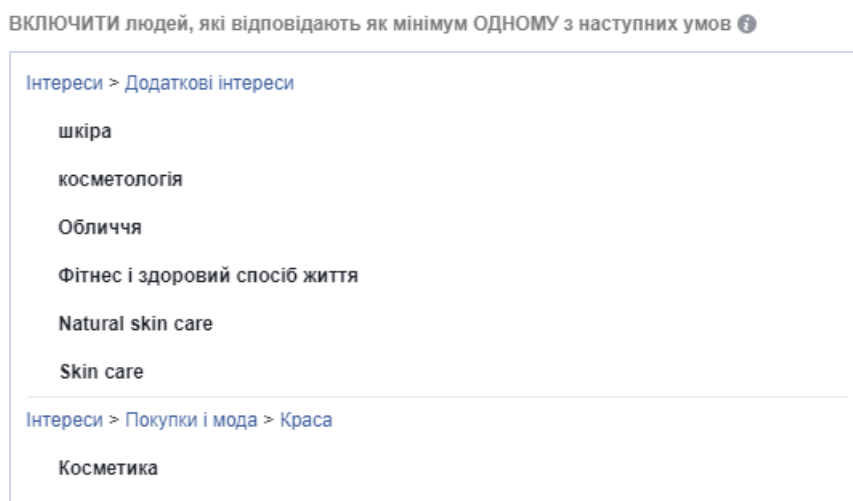 ВКЛЮЧИТИ людей, які відповідають як мінімум ОДНОМУ з наступних умов
Інтереси > Додаткові інтереси
шкіра
косметологія
Обличчя
Фітнес і здоровий спосіб життя
Natural skin care
Skin care
Інтереси > Покупки і мода > Краса
Косметика